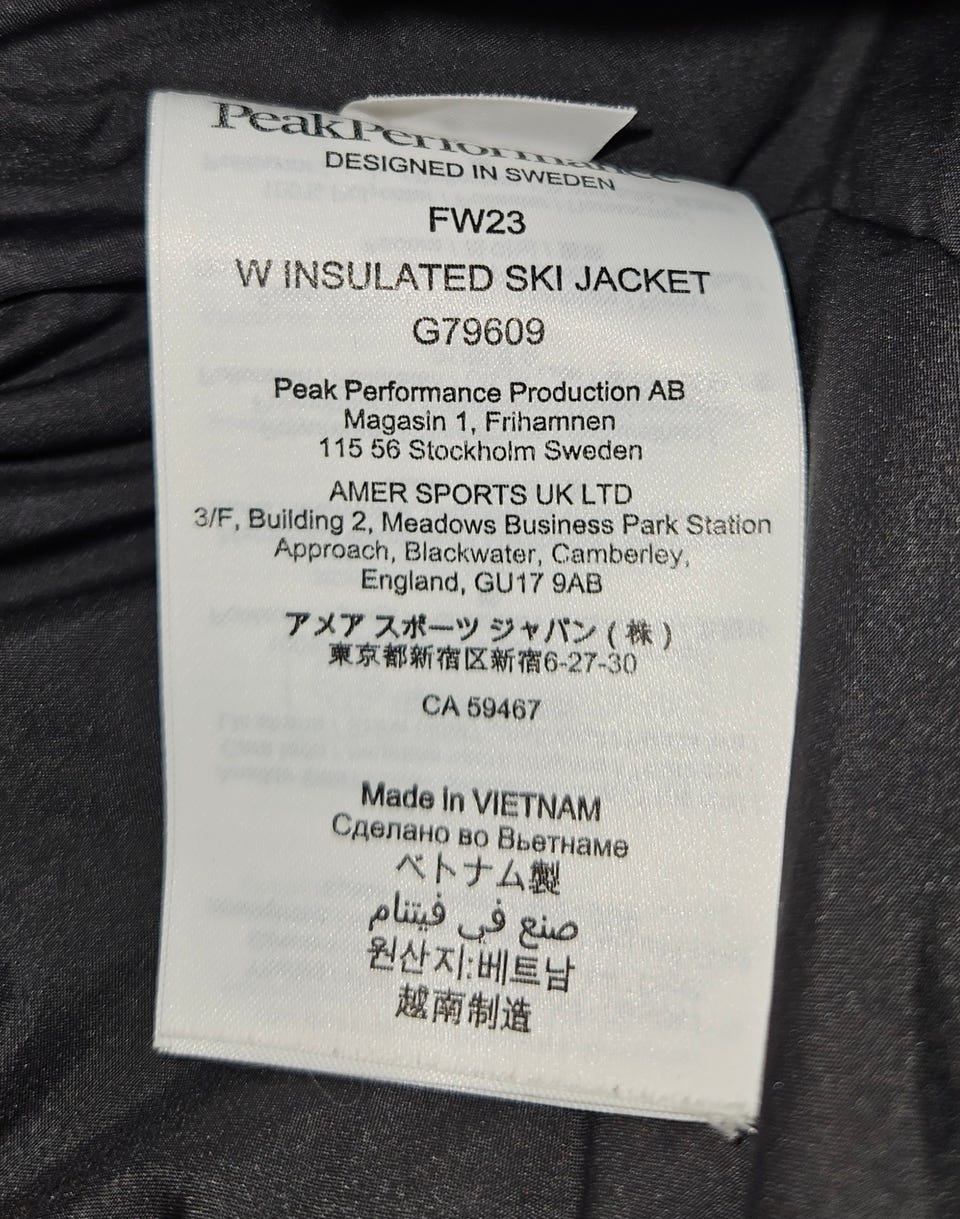 PeakPerformance
DESIGNED IN SWEDEN
FW23
W INSULATED SKI JACKET
G79609
Peak Performance Production AB
Magasin 1, Frihamnen
115 56 Stockholm Sweden
AMER SPORTS UK LTD
3/F, Building 2, Meadows Business Park Station
Approach, Blackwater, Camberley,
England, GU17 9AB
アメア スポーツ ジャパン ( 株 )
東京都新宿区新宿6-27-30
CA 59467
Made in VIETNAM
Сделано во Вьетнаме
ベトナム製
صنع في فيتنام
원산지:베트남
越南制造